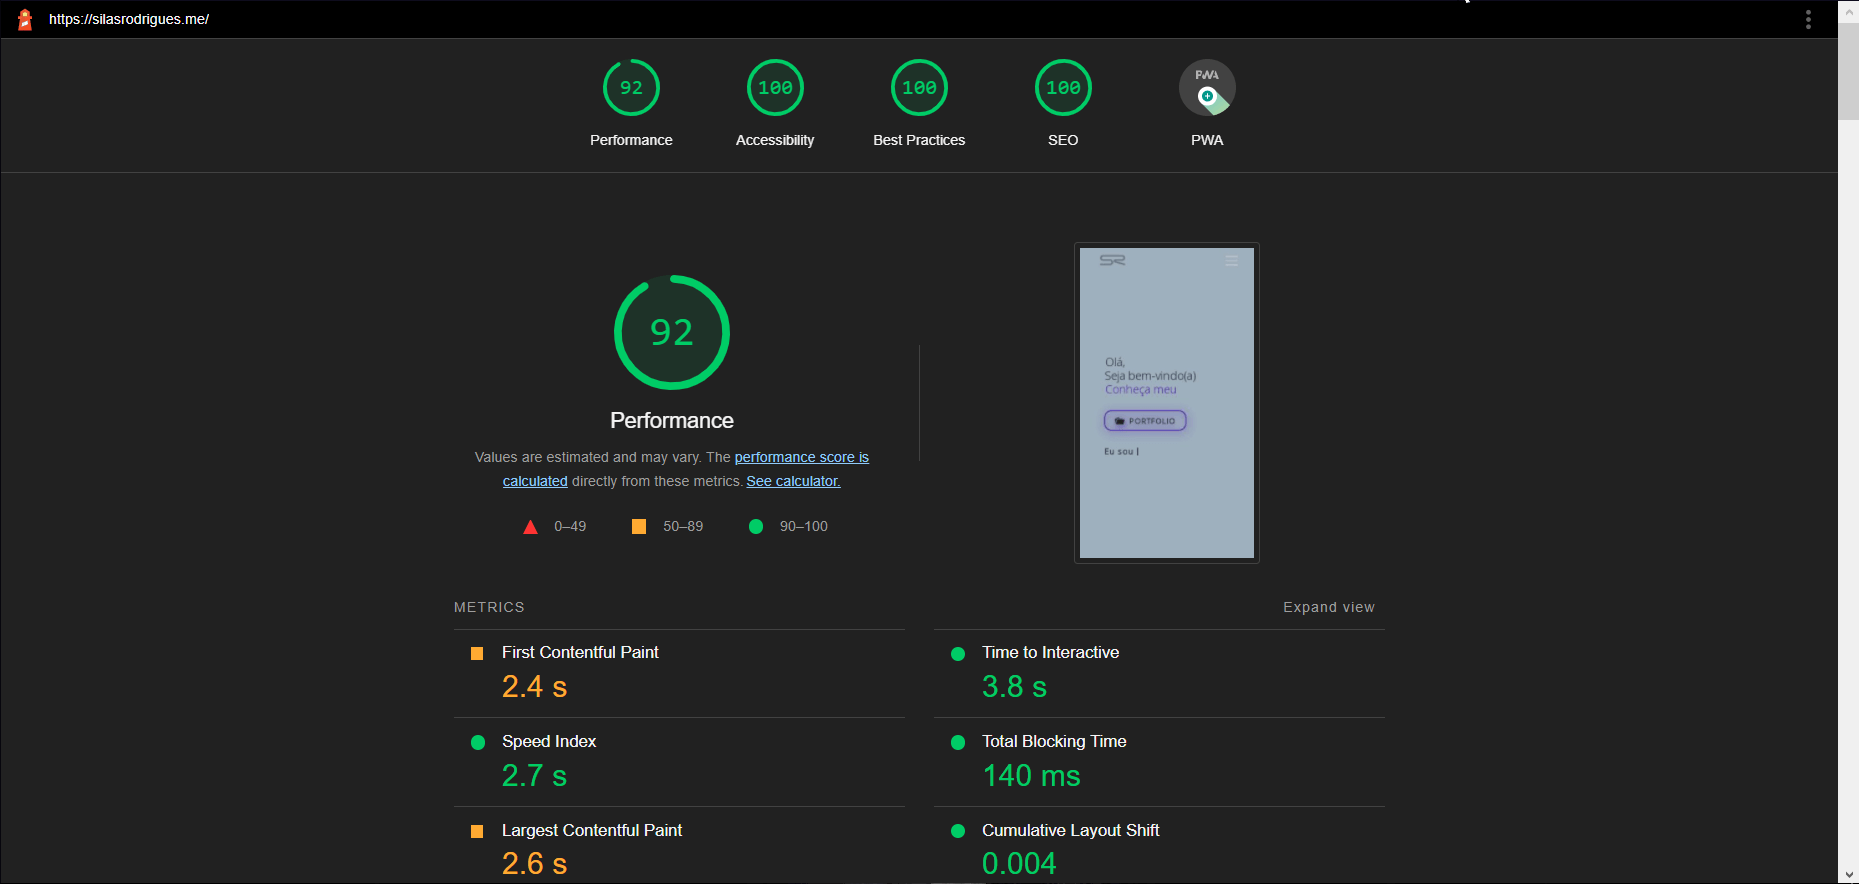 https://silasrodrigues.me/
92
100
100
100
PWA
Performance
Accessibility
Best Practices
SEO
PWA
92
Performance
Values are estimated and may vary. The performance score is
calculated directly from these metrics. See calculator.
0–49
50–89
90–100
SR
Olá,
Seja bem-vindo(a)
Conheça meu
PORTFOLIO
Eu sou |
METRICS
Expand view
First Contentful Paint
2.4 s
Time to Interactive
3.8 s
Speed Index
2.7 s
Total Blocking Time
140 ms
Largest Contentful Paint
2.6 s
Cumulative Layout Shift
0.004